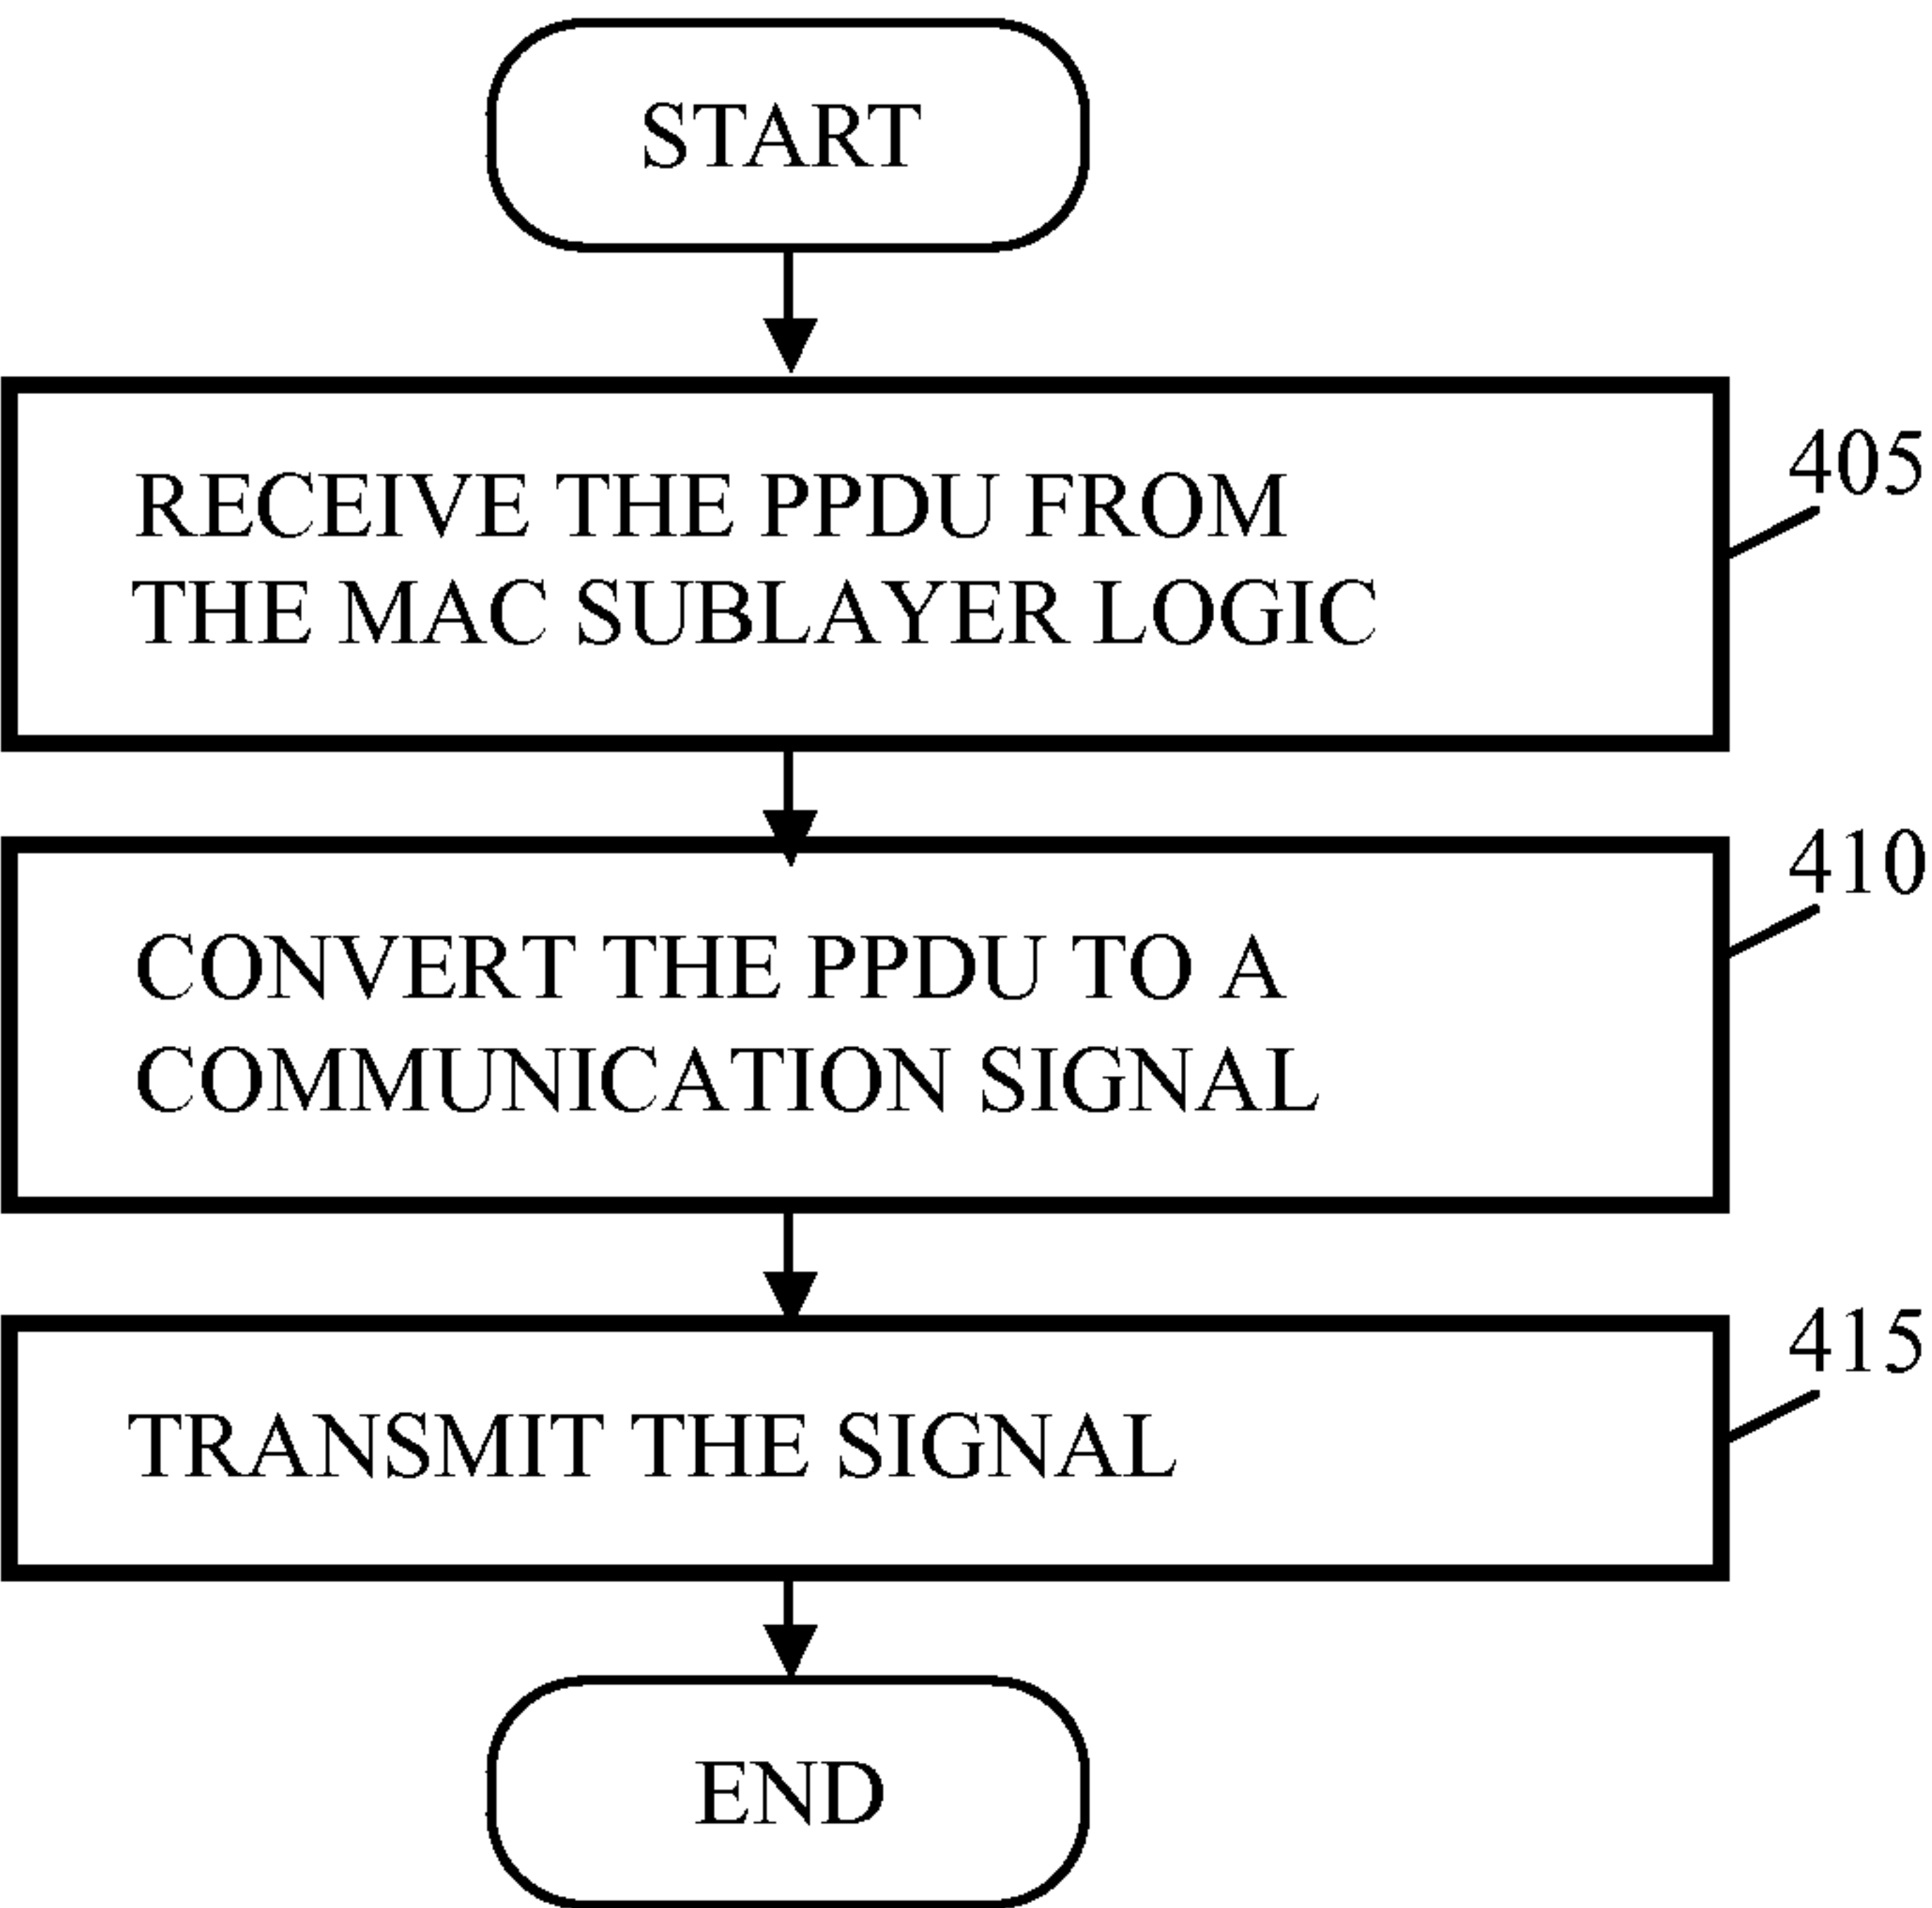 START
405
RECEIVE THE PPDU FROM
THE MAC SUBLAYER LOGIC
410
CONVERT THE PPDU TO A
COMMUNICATION SIGNAL
415
TRANSMIT THE SIGNAL
END